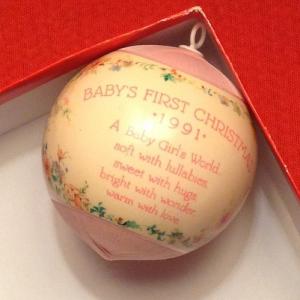 BABY'S FIRST CHRISTMAS
•1991•
A Baby Girl's World
soft with lullabies
sweet with hugs
bright with wonder
warm with love